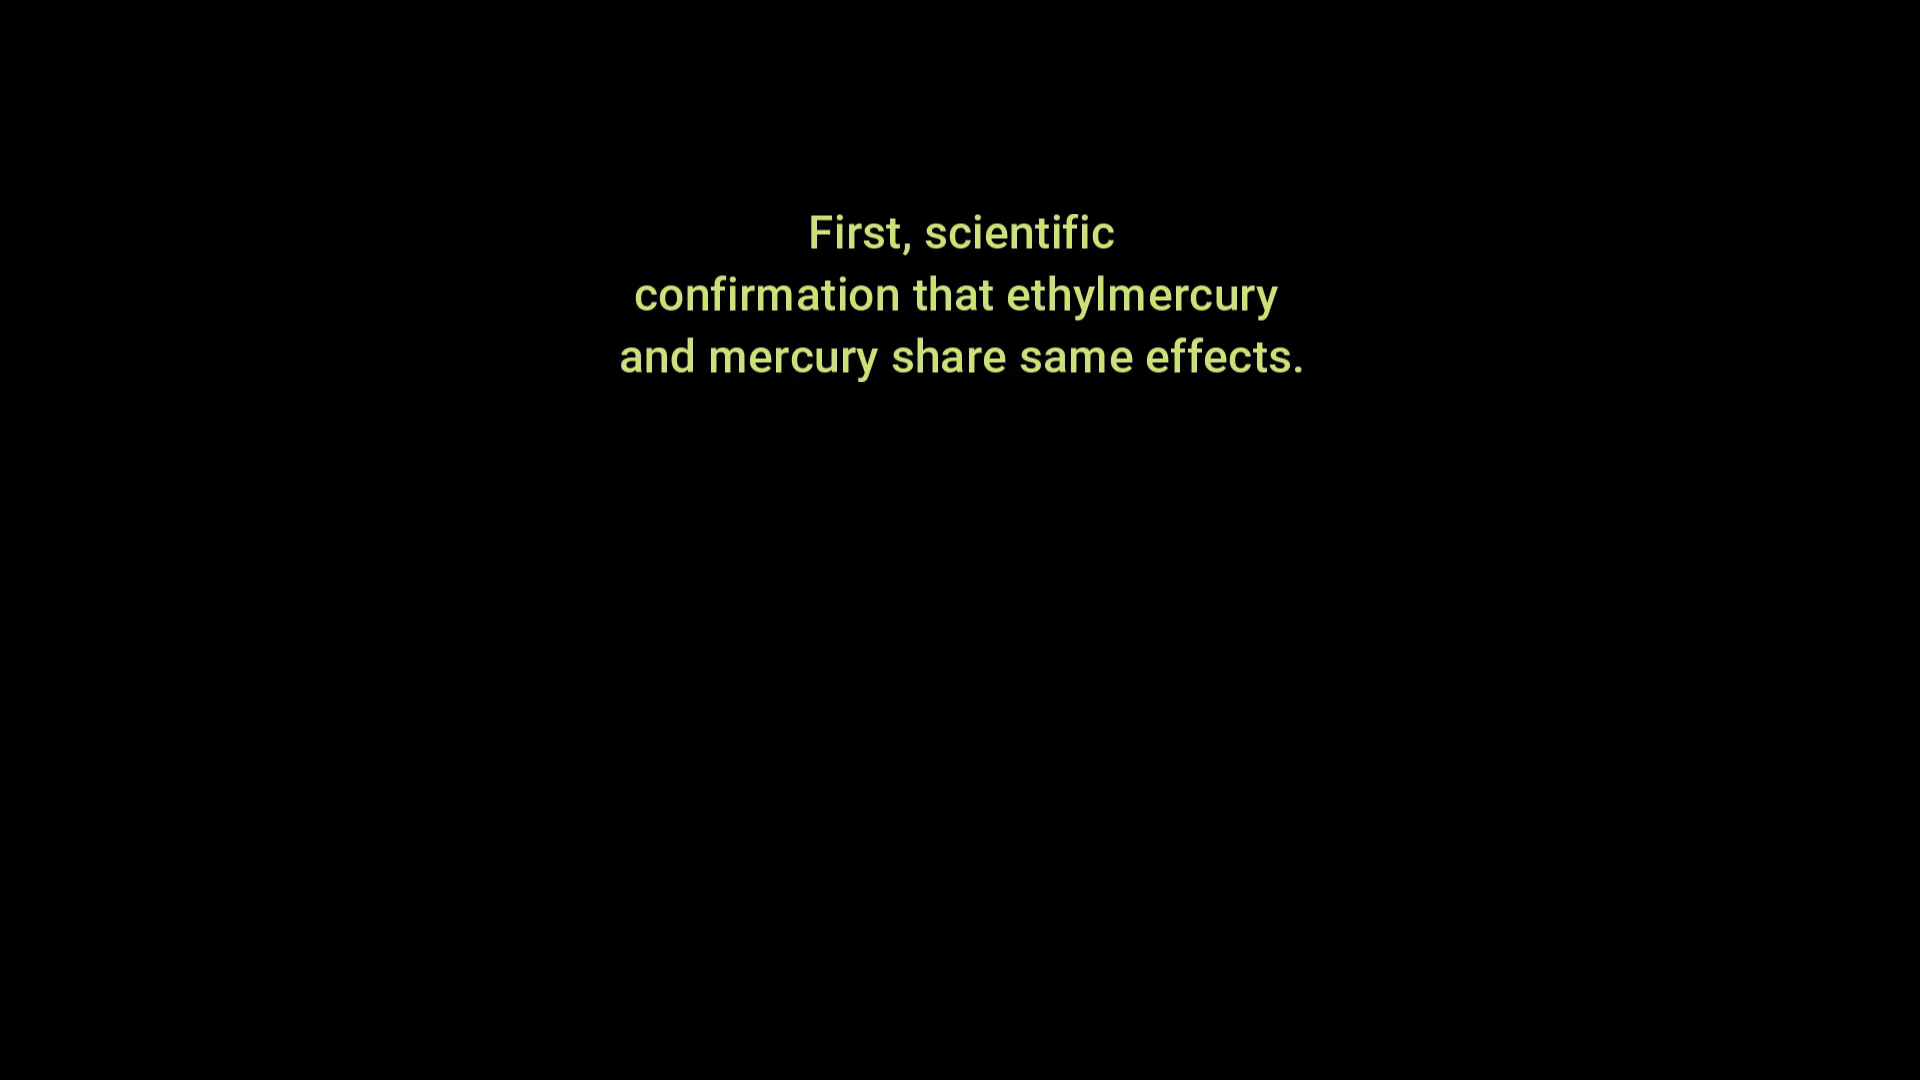 First, scientific
confirmation that ethylmercury
and mercury share same effects.